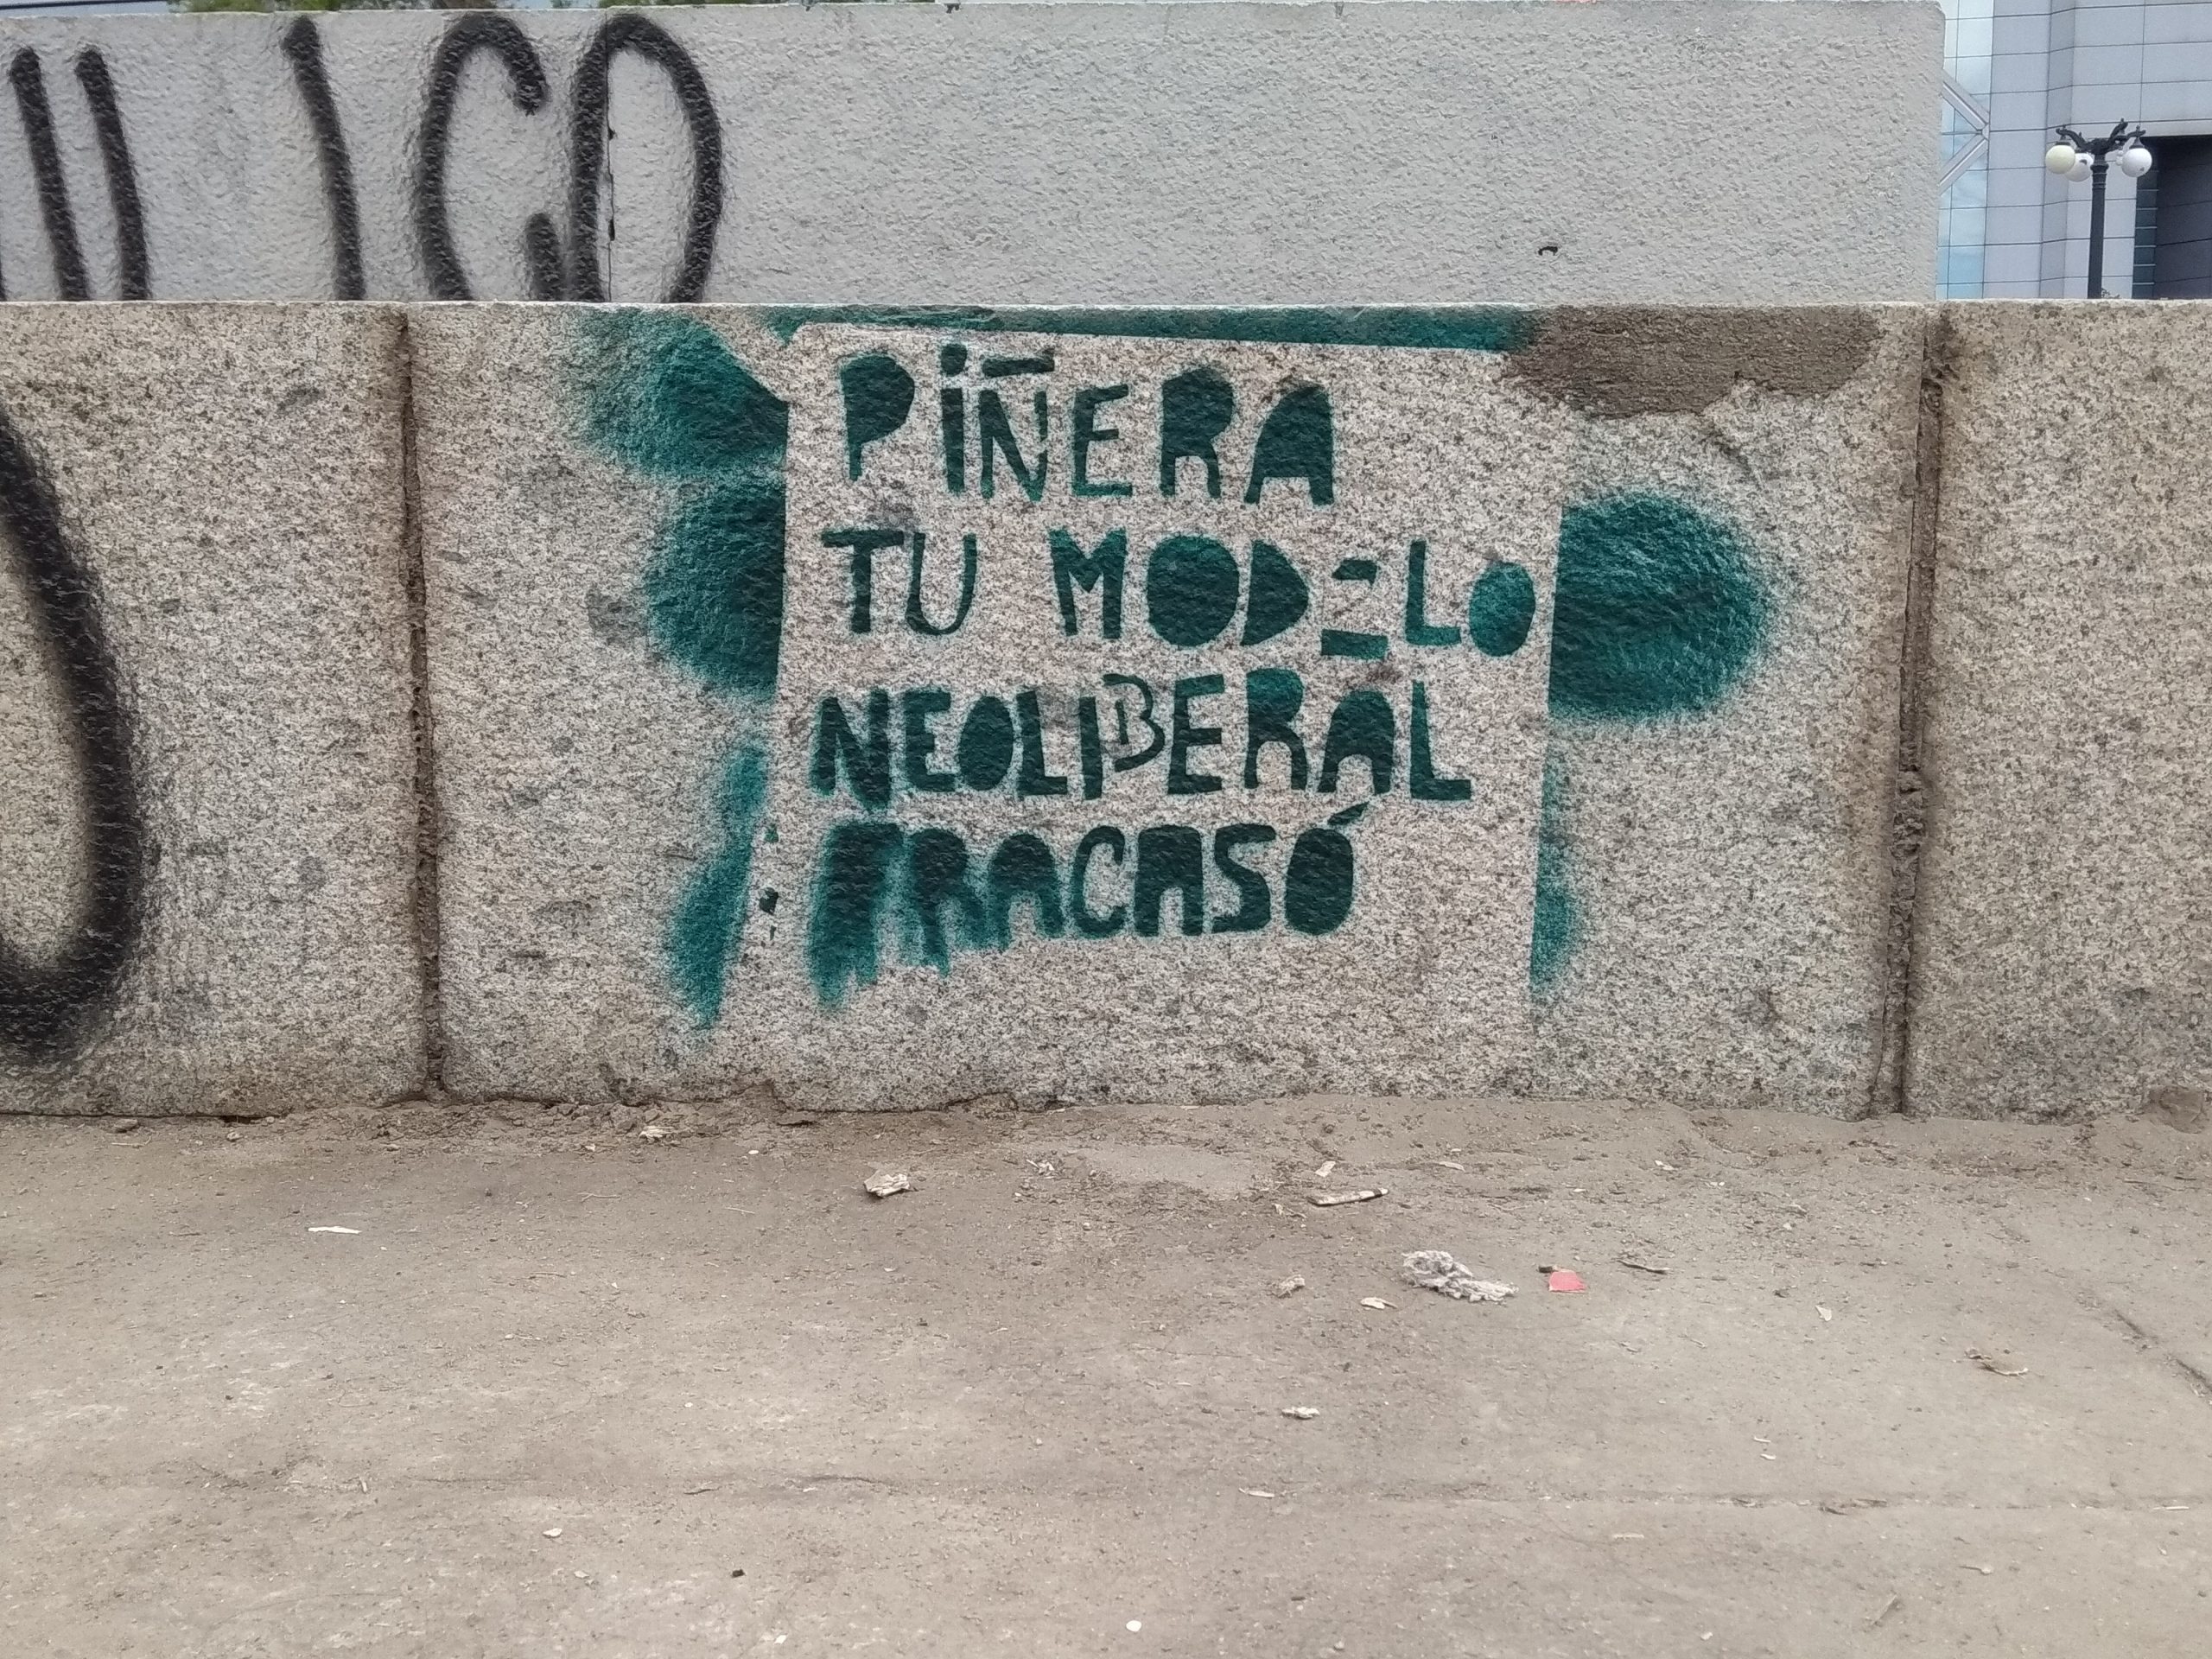 PIÑERA
TU MODELO
NEOLIBERAL
FRACASÓ